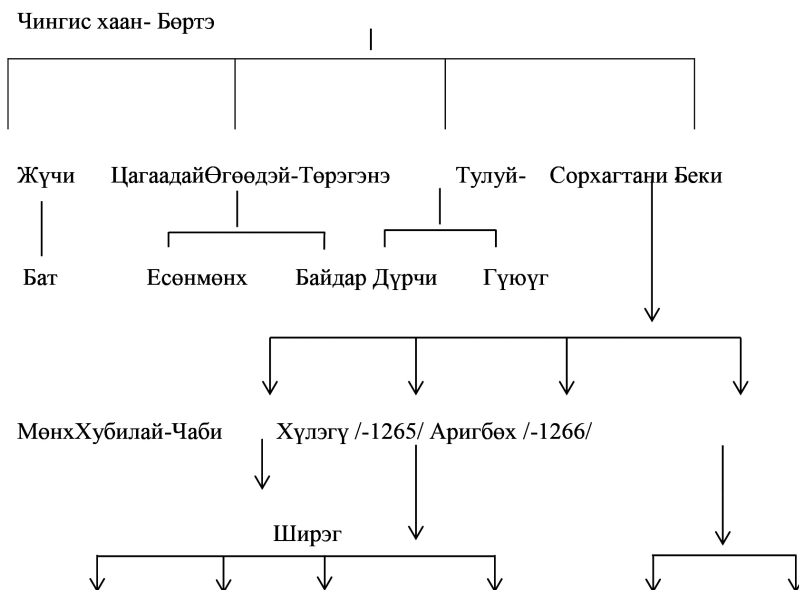 Чингис хаан- Бөртэ
Жүчи ЦагаадайӨгөөдэй-Төрэгэнэ Тулуй- Сорхагтани Беки
Бат Есөнмөнх Байдар Дүрчи Гүюүг
МөнхХубилай-Чаби Хүлэгү /-1265/ Аригбөх /-1266/
Ширэг